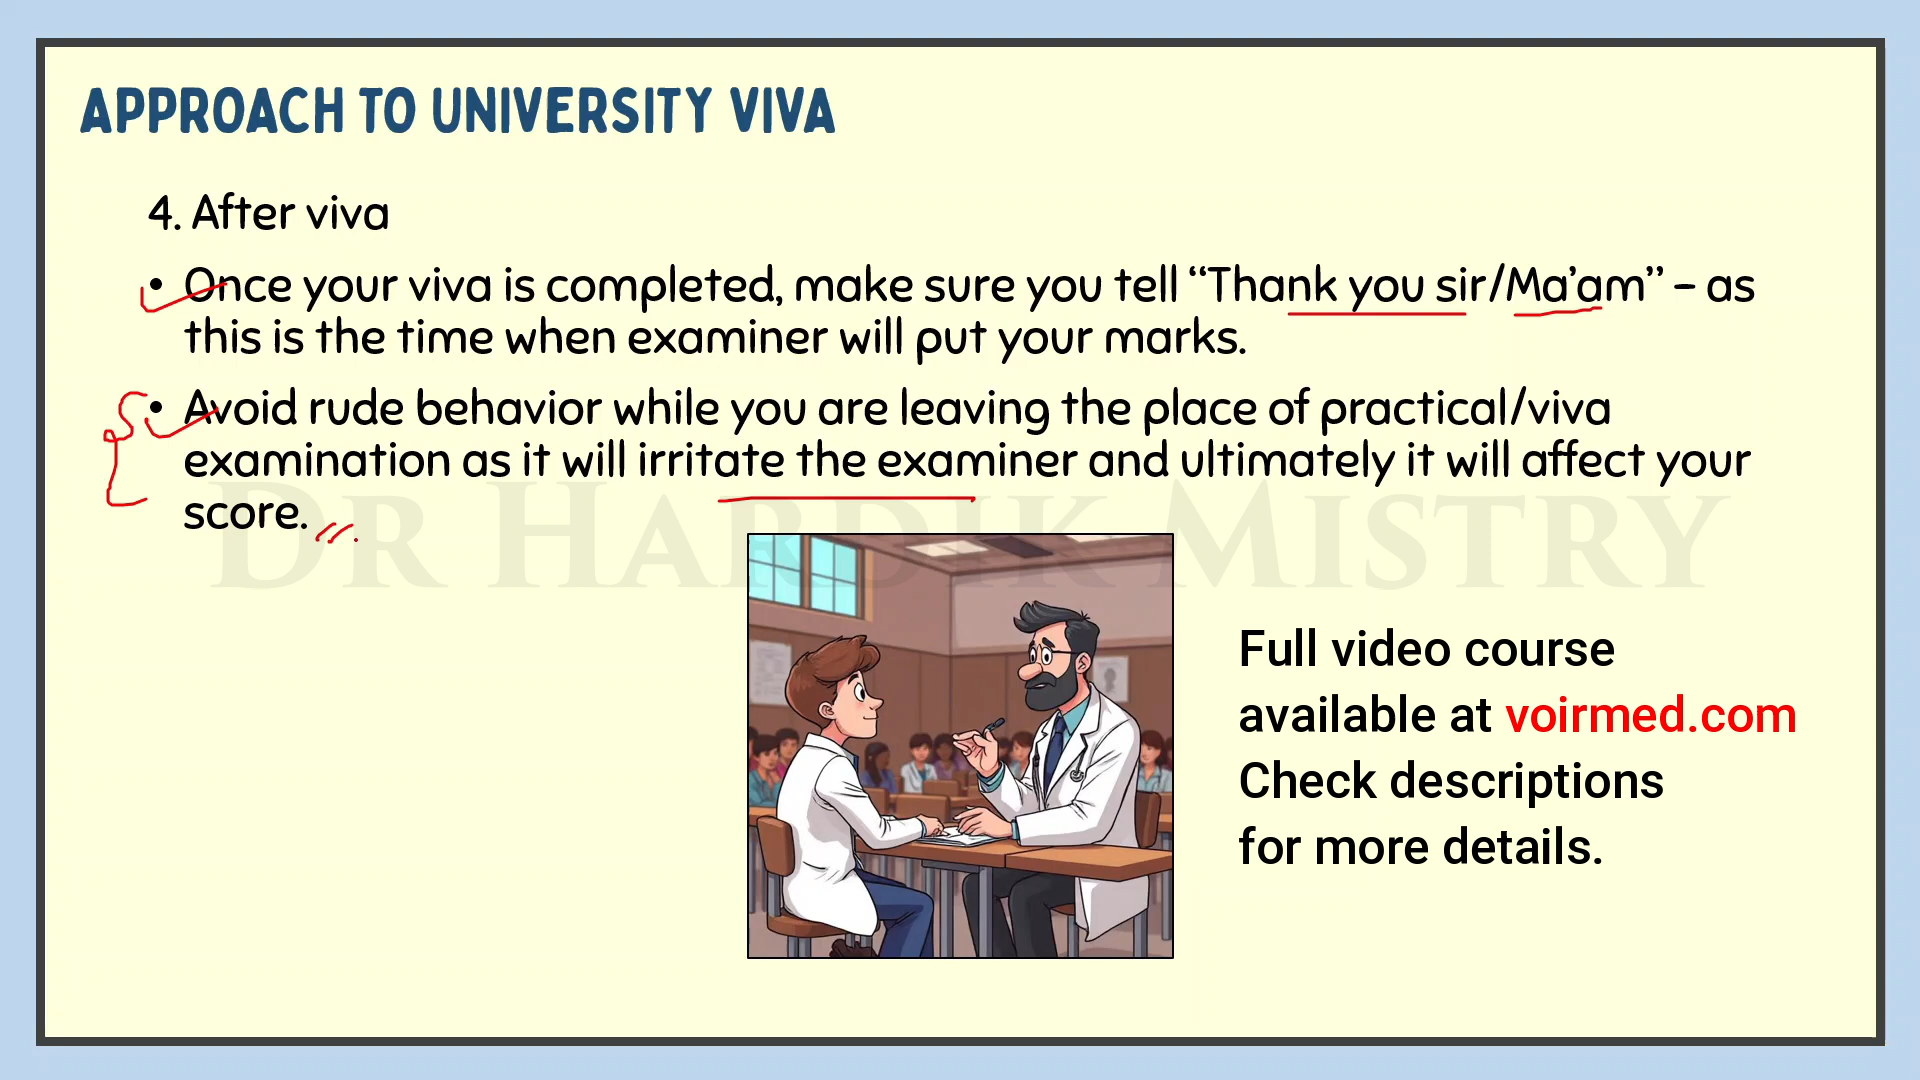 APPROACH TO UNIVERSITY VIVA
4. After viva
• Once your viva is completed, make sure you tell “Thank you sir/Ma’am” – as
this is the time when examiner will put your marks.
• Avoid rude behavior while you are leaving the place of practical/viva
examination as it will irritate the examiner and ultimately it will affect your
score.
DR HARDIK MISTRY
Full video course
available at voirmed.com
Check descriptions
for more details.